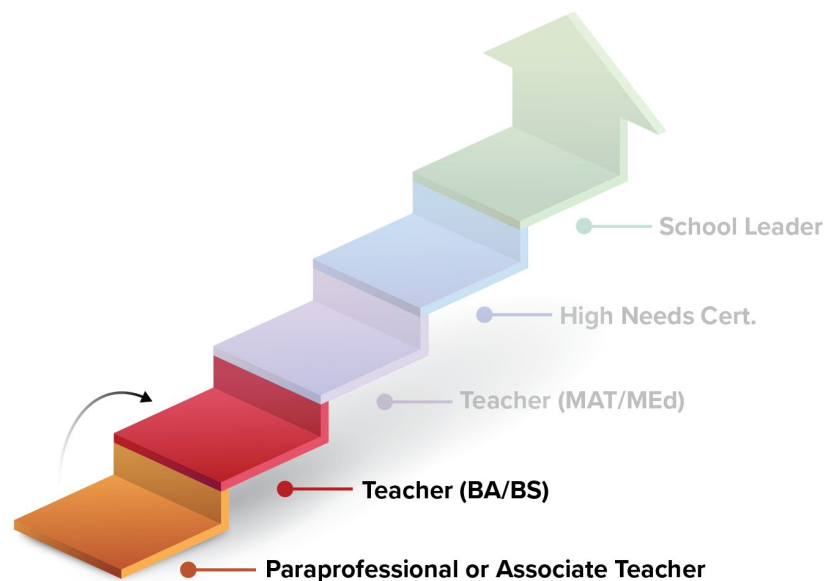 School Leader
High Needs Cert.
Teacher (MAT/MEd)
Teacher (BA/BS)
Paraprofessional or Associate Teacher